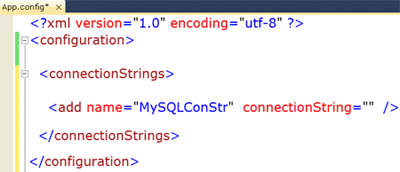 App.config* ×
<?xml version="1.0" encoding="utf-8" ?>
<configuration>
<connectionStrings>
<add name="MySQLConStr" connectionString="" />
</connectionStrings>
</configuration>